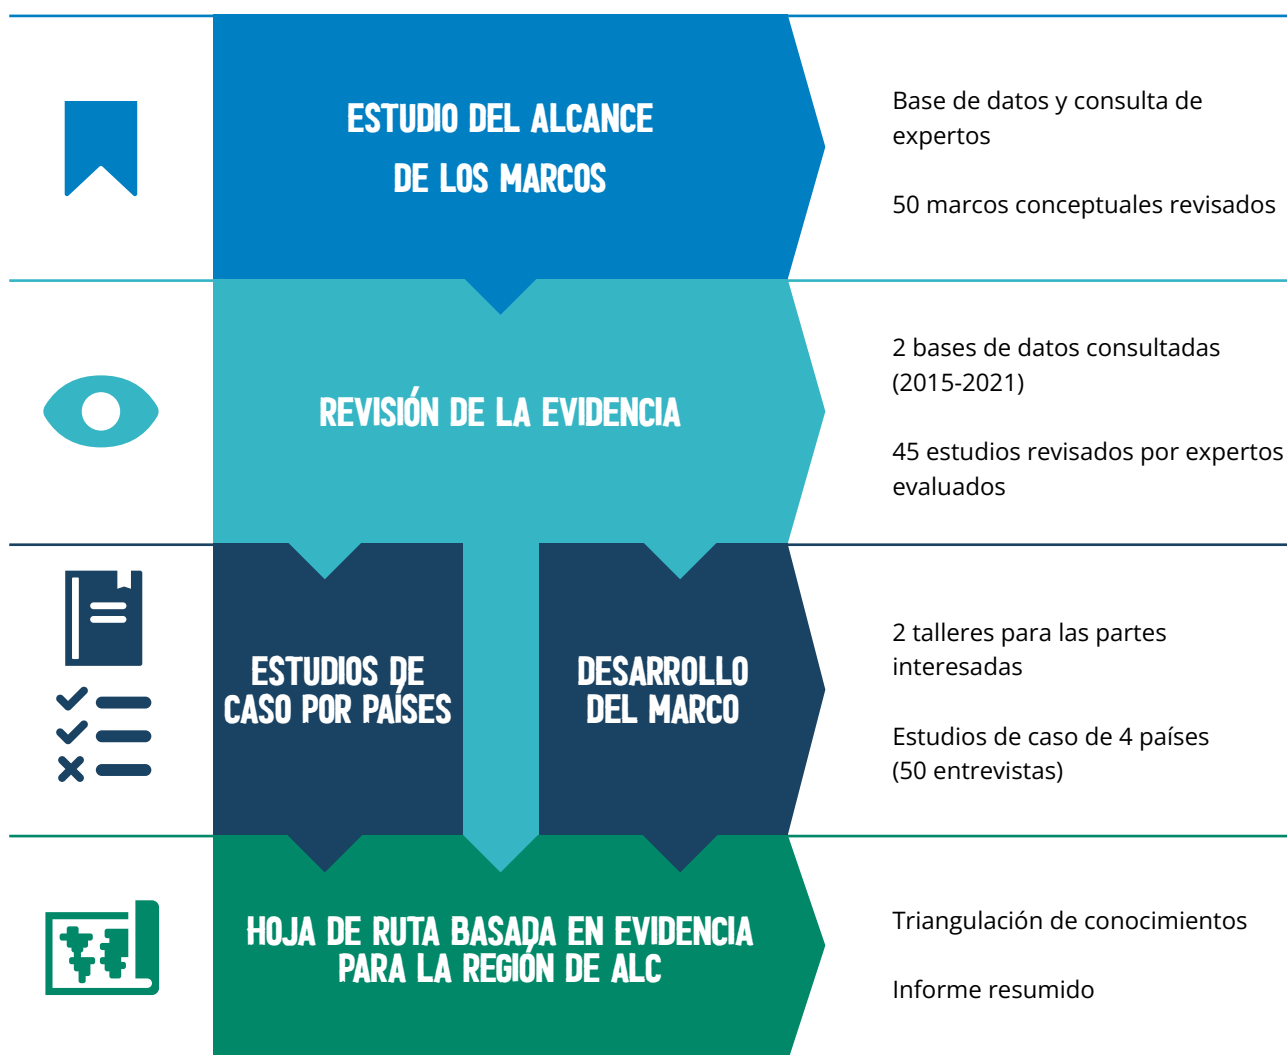 ESTUDIO DEL ALCANCE
DE LOS MARCOS
Base de datos y consulta de
expertos
50 marcos conceptuales revisados
REVISIÓN DE LA EVIDENCIA
2 bases de datos consultadas
(2015-2021)
45 estudios revisados por expertos
evaluados
ESTUDIOS DE
CASO POR PAÍSES
DESARROLLO
DEL MARCO
2 talleres para las partes
interesadas
Estudios de caso de 4 países
(50 entrevistas)
HOJA DE RUTA BASADA EN EVIDENCIA
PARA LA REGIÓN DE ALC
Triangulación de conocimientos
Informe resumido